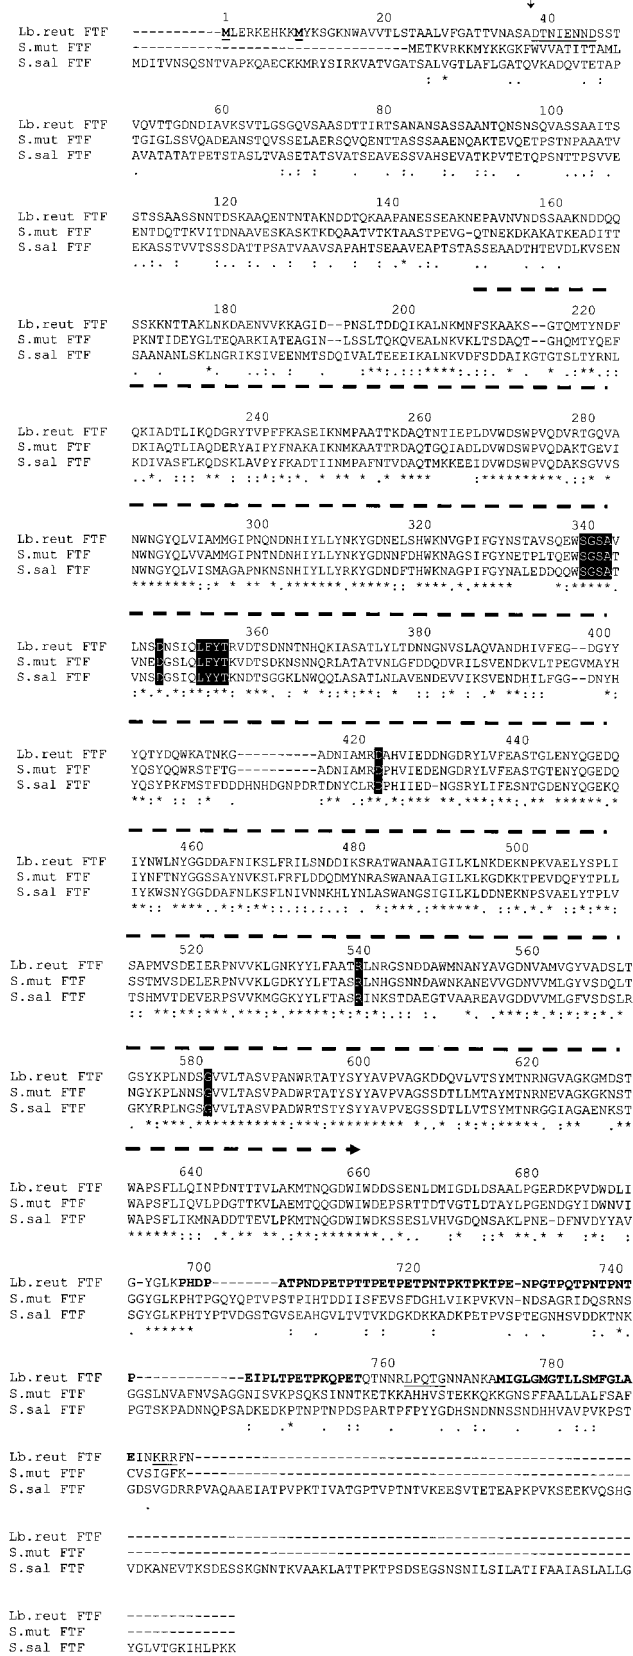 1 20 40
Lb.reut FTF -----------MLERKEHKKMYKSGKNWAVVTLSTAALVFGATTVNASADTNIENNDSST
S.mut FTF ----------------------------------METKVRKKMYKKGKFWVVATITTAML
S.sal FTF MDITVNSQSNTVAPKQAECKKMRYSIRKVATVGATSALVGTLAFLGATQVKADQVTETAP
60 80 100
Lb.reut FTF VQVTTGDNDIAVKSVTLGSGQVSAASDTTIRTSANANSASSAANTQNSNSQVASSAAITS
S.mut FTF TGIGLSSVQADEANSTQVSSELAERSQVQENTTASSSAAENQAKTEVQETPSTNPAAATV
S.sal FTF AVATATATPETSTASLTVASETATSVATSEAVESSVAHSEVATKPVTETQPSNTTPSVVE
120 140 160
Lb.reut FTF STSSAASSNNTDSKAAQENTNTAKNDDTQKAAPANESSEAKNEPAVNVNDSSAAKNDDQQ
S.mut FTF ENTDQTTKVITDNAAVESKASKTKDQAATVTKTAASTPEVG-QTNEKDKAKATKEADITT
S.sal FTF EKASSTVVTSSSDATTPSATVAAVSAPAHTSEAAVEAPTSTASSEAADTHTEVDLKVSEN
180 200 220
Lb.reut FTF SSKKNTTAKLNKDAENVVKKAGID--PNSLTDDQIKALNKMNFSKAAKS--GTQMTYNDF
S.mut FTF PKNTIDEYGLTEQARKIATEAGIN--LSSLTQKQVEALNKVKLTSDAQT--GHQMTYQEF
S.sal FTF SAANANLSKLNGRIKSIVEENMTSDQIVALTEEEIKALNKVDFSDDAIKGTGTSLTYRNL
240 260 280
Lb.reut FTF QKIADTLIKQDGRYTVPFFKASEIKNMPAATTKDAQTNTIEPLDVWDSWPVQDVRTGQVA
S.mut FTF DKIAQTLIAQDERYAIPYFNAKAIKNMKAATTRDAQTGQIADLDVWDSWPVQDAKTGEVI
S.sal FTF KDIVASFLKQDSKLAVPYFKADTIINMPAFNTVDAQTMKKEEIDVWDSWPVQDAKSGVVS
300 320 340
Lb.reut FTF NWNGYQLVIAMMGIPNQNDNHIYLLYNKYGDNELSHWKNVGPIFGYNSTAVSQEWSGSAV
S.mut FTF NWNGYQLVVAMMGIPNTNDNHIYLLYNKYGDNNFDHWKNAGSIFGYNETPLTQEWSGSAT
S.sal FTF NWNGYQLVISMAGAPNKNSNHIYLLYRKYGDNDFTHWKNAGPIFGYNALEDDQQWSGSAT
360 380 400
Lb.reut FTF LNSDNSIQLFYTRVDTSDNNTNHQKIASATLYLTDNNGNVSLAQVANDHIVFEG--DGYY
S.mut FTF VNEDGSLQLFYTKVDTSDKNSNNQRLATATVNLGFDDQDVRILSVENDKVLTPEGVMAYH
S.sal FTF VNSDGSIQLYYTKNDTSGGKLNWQQLASATLNLAVENDEVVIKSVENDHILFGG--DNYH
420 440
Lb.reut FTF YQTYDQWKATNKG----------ADNIAMRDAHVIEDDNGDRYLVFEASTGLENYQGEDQ
S.mut FTF YQSYQQWRSTFTG----------ADNIAMRDPHVIEDENGDRYLVFEASTGTENYQGEDQ
S.sal FTF YQSYPKFMSTFDDDHNHDGNPDRTDNYCLRDPHIIED-NGSRYLIFESNTGDENYQGEKQ
460 480 500
Lb.reut FTF IYNWLNYGGDDAFNIKSLFRILSNDDIKSRATWANAAIGILKLNKDEKNPKVAELYSPLI
S.mut FTF IYNFTNYGGSSAYNVKSLFRFLDDQDMYNRASWANAAIGILKLKGDKKTPEVDQFYTPLL
S.sal FTF IYKWSNYGGDDAFNLKSFLNIVNNKHLYNLASWANGSIGILKLDDNEKNPSVAELYTPLV
520 540 560
Lb.reut FTF SAPMVSDEIERPNVVKLGNKYYLFAATRLNRGSNDDAWMNANYAVGDNVAMVGYVADSLT
S.mut FTF SSTMVSDELERPNVVKLGDKYYLFTASRLNHGSNNDAWNKANEVVGDNVVMLGYVSDQLT
S.sal FTF TSHMVTDEVERPSVVKMGGKYYLFTASRINKSTDAEGTVAAREAVGDDVVMLGFVSDSLR
580 600 620
Lb.reut FTF GSYKPLNDSGVVLTASVPANWRTATYSYYAVPVAGKDDQVLVTSYMTNRNGVAGKGMDST
S.mut FTF NGYKPLNNSGVVLTASVPADWRTATYSYYAVPVAGSSDTLLMTAYMTNRNEVAGKGKNST
S.sal FTF GKYRPLNGSGVVLTASVPADWRTSTYSYYAVPVEGSSDTLLVTSYMTNRGGIAGAENKST
640 660 680
Lb.reut FTF WAPSFLLQINPDNTTTVLAKMTNQGDWIWDDSSENLDMIGDLDSAALPGERDKPVDWDLI
S.mut FTF WAPSFLIQVLPDGTTKVLAEMTQQGDWIWDEPSRTTDTVGTLDTAYLPGENDGYIDWNVI
S.sal FTF WAPSFLIKMNADDTTEVLPKMTNQGDWIWDKSSESLVHVGDQNSAKLPNE-DFNVDYYAV
700 720 740
Lb.reut FTF G-YGLKPHDP--------ATPNDPETPTTPETPETPNTPKTPKTPE-NPGTPQTPNTPNT
S.mut FTF GGYGLKPHTPGQYQPTVPSTPIHTDDIISFEVSFDGHLVIKPVKVN-NDSAGRIDQSRNS
S.sal FTF SGYGLKPHTYPTVDGSTGVSEAHGVLTVTVKDGKDKKADKPETPVSPTEGNHSVDDKTNK
760 780
Lb.reut FTF P--------------EIPLTPETPKQPETQTNNRLPQTGNNANKAMIGLGMGTLLSMFGLA
S.mut FTF GGSLNVAFNVSAGGNISVKPSQKSINNTKETKKAHHVSTEKKQKKGNSFFAALLALFSAF
S.sal FTF PGTSKPADNNQPSADKEDKPTNPTNPDSPARTPFPYYGDHSNDNNSSNDHHVAVPVKPST
Lb.reut FTF EINKRRFN----------------------------------------------------
S.mut FTF CVSIGFK-----------------------------------------------------
S.sal FTF GDSVGDRRPVAQAAEIATPVPKTIVATGPTVPTNTVKEESVTETEAPKPVKSEEKVQSHG
Lb.reut FTF ------------------------------------------------------------
S.mut FTF ------------------------------------------------------------
S.sal FTF VDKANEVTKSDESSKGNNTKVAAKLATTPKTPSDSEGSNSNILSILATIFAAIASLALLG
Lb.reut FTF -------------
S.mut FTF -------------
S.sal FTF YGLVTGKIHLPKK